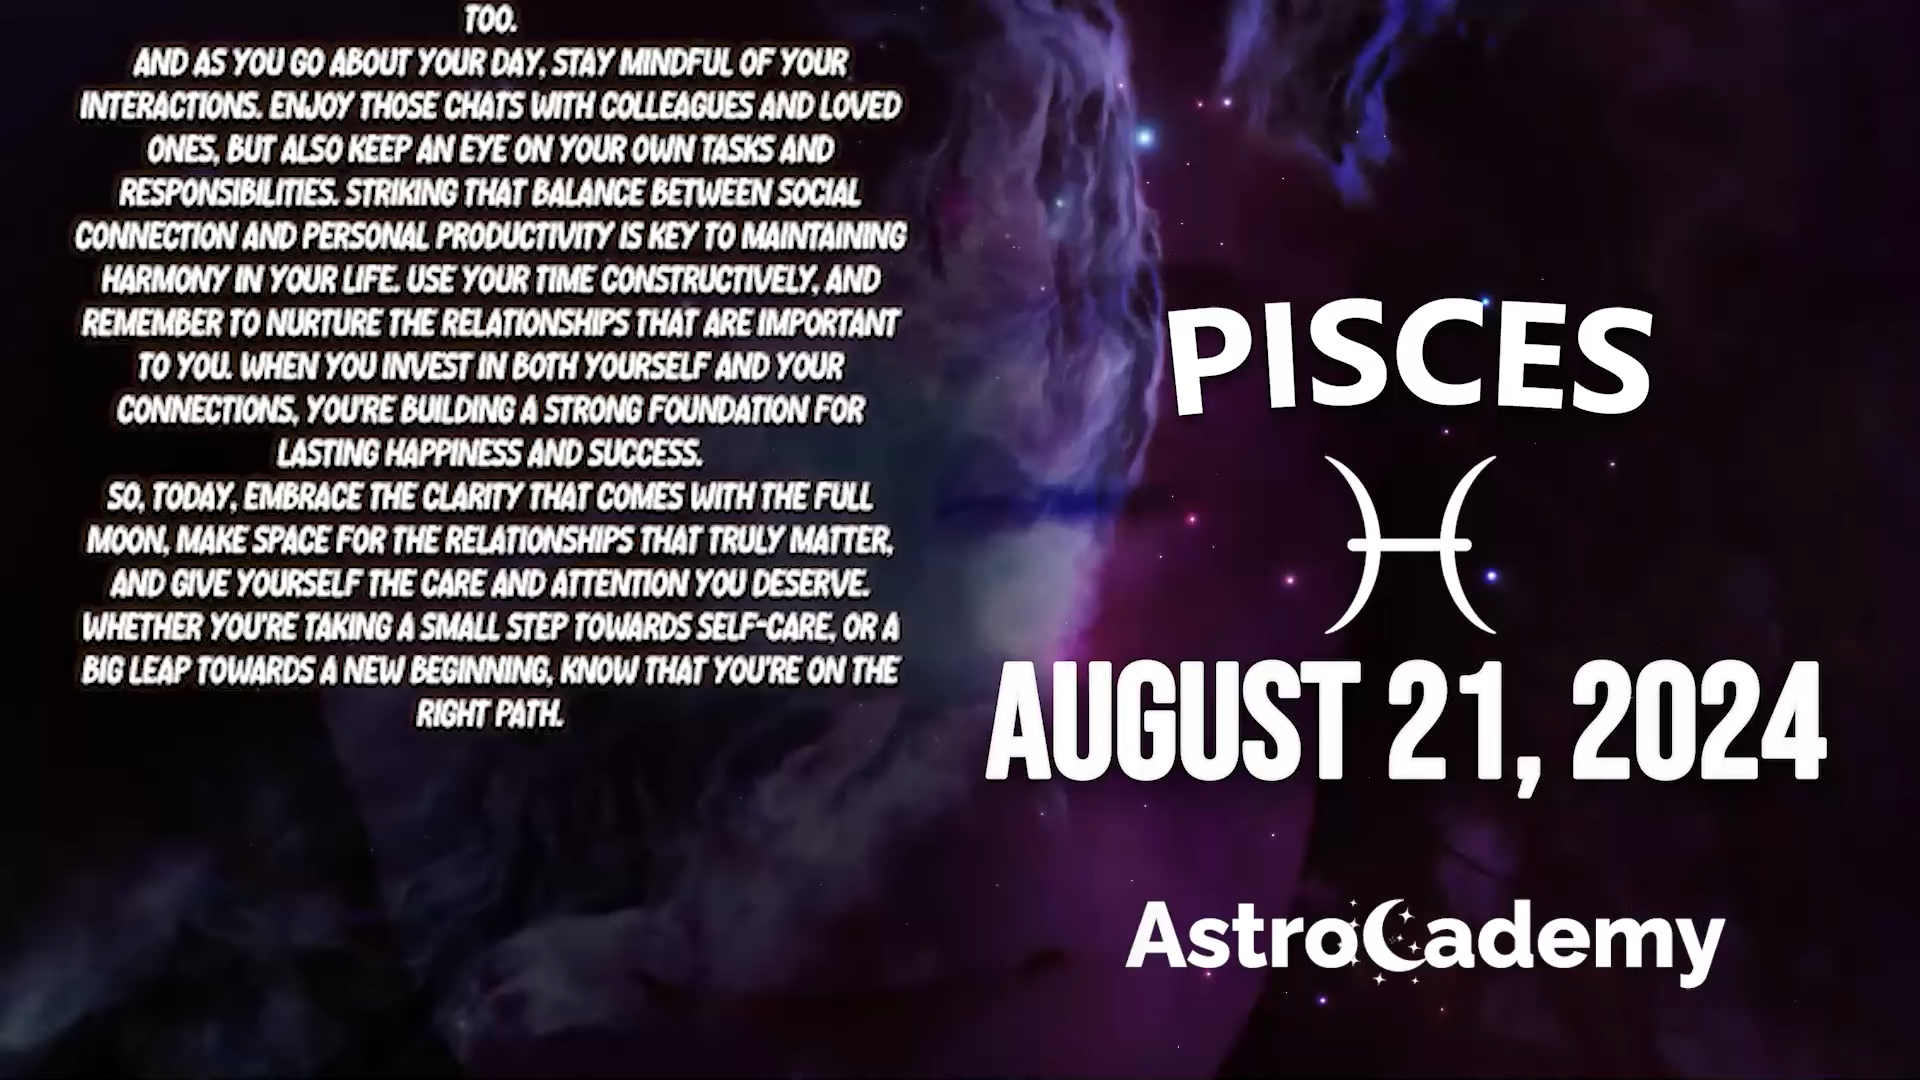 TOO.
AND AS YOU GO ABOUT YOUR DAY, STAY MINDFUL OF YOUR
INTERACTIONS. ENJOY THOSE CHATS WITH COLLEAGUES AND LOVED
ONES, BUT ALSO KEEP AN EYE ON YOUR OWN TASKS AND
RESPONSIBILITIES. STRIKING THAT BALANCE BETWEEN SOCIAL
CONNECTION AND PERSONAL PRODUCTIVITY IS KEY TO MAINTAINING
HARMONY IN YOUR LIFE. USE YOUR TIME CONSTRUCTIVELY, AND
REMEMBER TO NURTURE THE RELATIONSHIPS THAT ARE IMPORTANT
TO YOU. WHEN YOU INVEST IN BOTH YOURSELF AND YOUR
CONNECTIONS, YOU'RE BUILDING A STRONG FOUNDATION FOR
LASTING HAPPINESS AND SUCCESS.
SO, TODAY, EMBRACE THE CLARITY THAT COMES WITH THE FULL
MOON, MAKE SPACE FOR THE RELATIONSHIPS THAT TRULY MATTER,
AND GIVE YOURSELF THE CARE AND ATTENTION YOU DESERVE.
WHETHER YOU'RE TAKING A SMALL STEP TOWARDS SELF-CARE, OR A
BIG LEAP TOWARDS A NEW BEGINNING, KNOW THAT YOU'RE ON THE
RIGHT PATH.
PISCES
AUGUST 21, 2024
AstroCademy